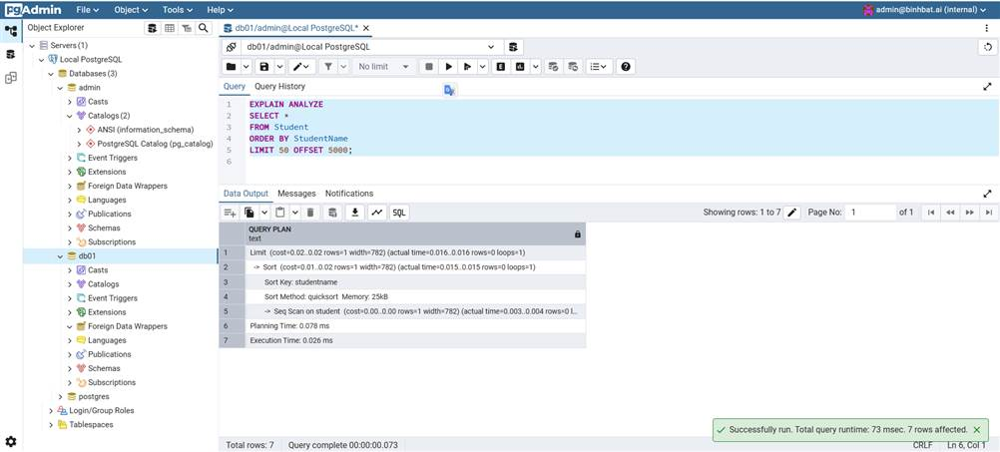 pgAdmin File Object Tools Help admin@binhbat.ai (internal)
Object Explorer
db01/admin@Local PostgreSQL*
Servers (1)
Local PostgreSQL
Databases (3)
admin
Casts
Catalogs (2)
ANSI (information_schema)
PostgreSQL Catalog (pg_catalog)
Event Triggers
Extensions
Foreign Data Wrappers
Languages
Publications
Schemas
Subscriptions
db01
Casts
Catalogs
Event Triggers
Extensions
Foreign Data Wrappers
Languages
Publications
Schemas
Subscriptions
postgres
Login/Group Roles
Tablespaces
db01/admin@Local PostgreSQL
No limit
Query Query History
1 EXPLAIN ANALYZE
2 SELECT *
3 FROM Student
4 ORDER BY StudentName
5 LIMIT 50 OFFSET 5000;
6
Data Output Messages Notifications
SQL Showing rows: 1 to 7 Page No: 1 of 1
QUERY PLAN
text
1 Limit (cost=0.02..0.02 rows=1 width=782) (actual time=0.016..0.016 rows=0 loops=1)
2 -> Sort (cost=0.01..0.02 rows=1 width=782) (actual time=0.015..0.015 rows=0 loops=1)
3 Sort Key: studentname
4 Sort Method: quicksort Memory: 25kB
5 -> Seq Scan on student (cost=0.00..0.00 rows=1 width=782) (actual time=0.003..0.004 rows=0 l...
6 Planning Time: 0.078 ms
7 Execution Time: 0.026 ms
Successfully run. Total query runtime: 73 msec. 7 rows affected.
Total rows: 7 Query complete 00:00:00.073 CRLF Ln 6, Col 1